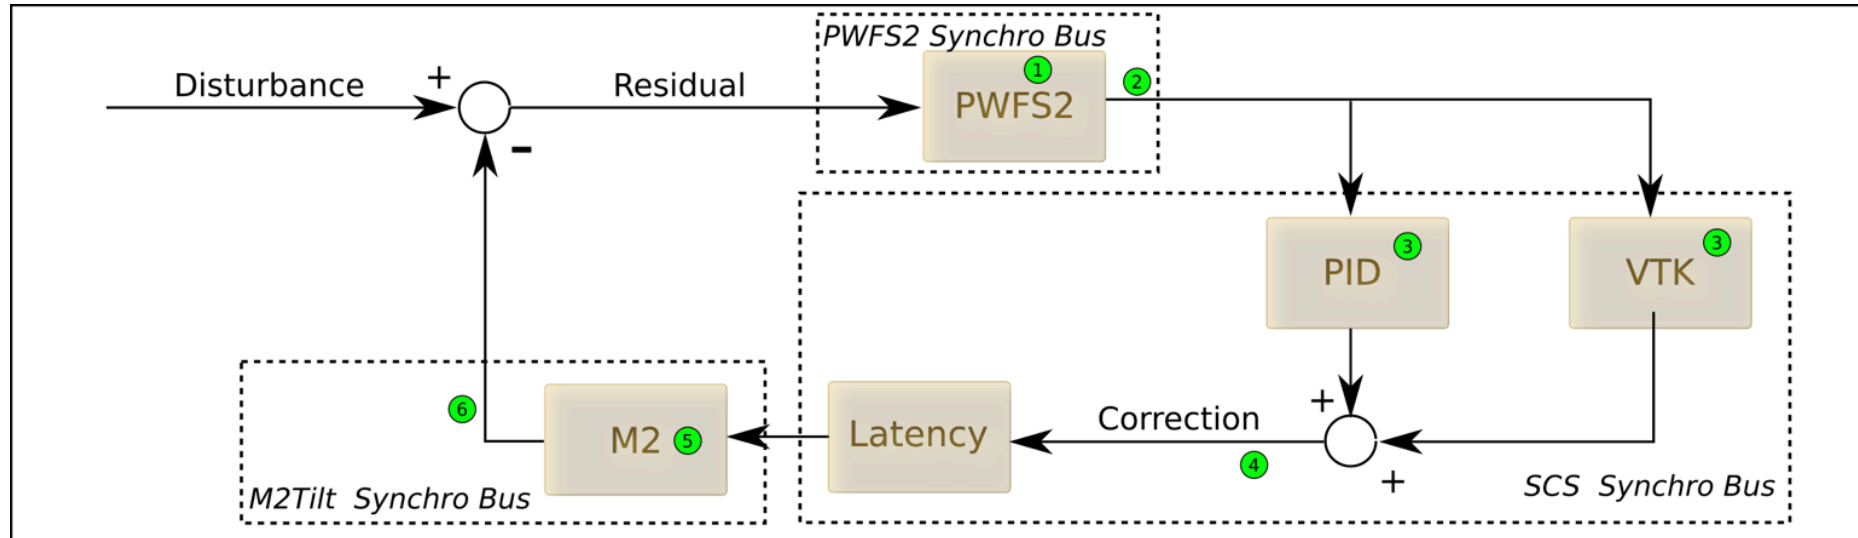 PWFS2 Synchro Bus
Disturbance
+
Residual
1
2
PWFS2
-
PID
3
VTK
3
+
Correction
4
+
Latency
M2
5
6
M2Tilt Synchro Bus
SCS Synchro Bus